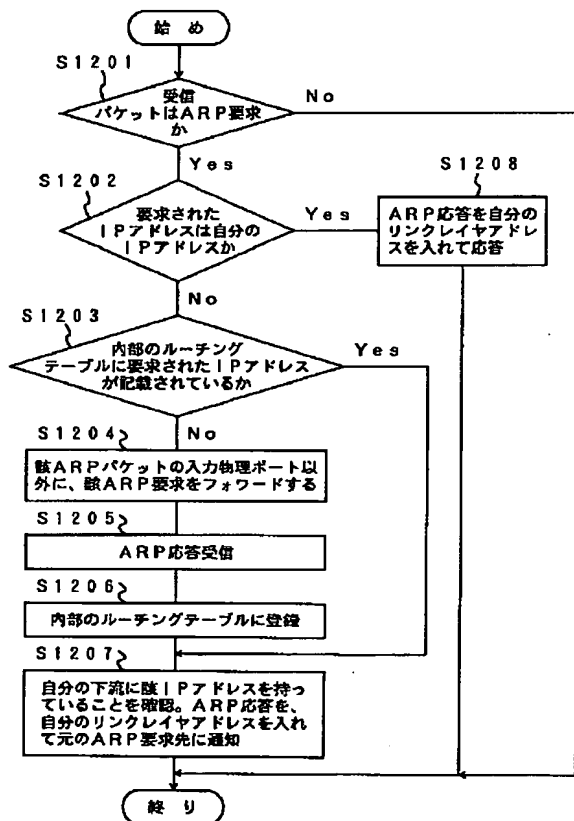 始め
S1201
受信
パケットはARP要求
か
No
Yes
S1202
要求された
IPアドレスは自分の
IPアドレスか
Yes
S1208
ARP応答を自分の
リンクレイヤアドレ
スを入れて応答
No
S1203
内部のルーチング
テーブルに要求されたIPアドレス
が記載されているか
Yes
No
S1204
該ARPパケットの入力物理ポート以
外に、該ARP要求をフォワードする
S1205
ARP応答受信
S1206
内部のルーチングテーブルに登録
S1207
自分の下流に該IPアドレスを持っ
ていることを確認。ARP応答を、
自分のリンクレイヤアドレスを入れ
て元のARP要求先に通知
終り